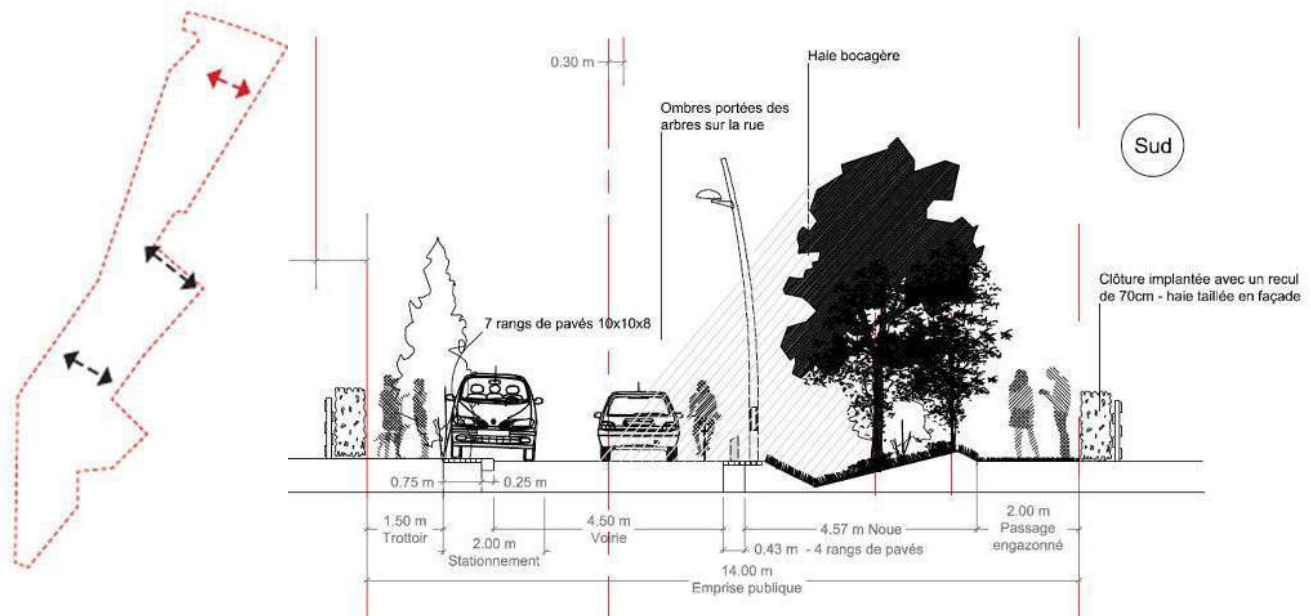 0.30 m
Haie bocagère
Ombres portées des
arbres sur la rue
Sud
Clôture implantée avec un recul
de 70cm - haie taillée en façade
7 rangs de pavés 10x10x8
0.75 m
0.25 m
1.50 m
Trottoir
2.00 m
Stationnement
4.50 m
Voirie
0.43 m - 4 rangs de pavés
4.57 m Noue
2.00 m
Passage
engazonné
14.00 m
Emprise publique